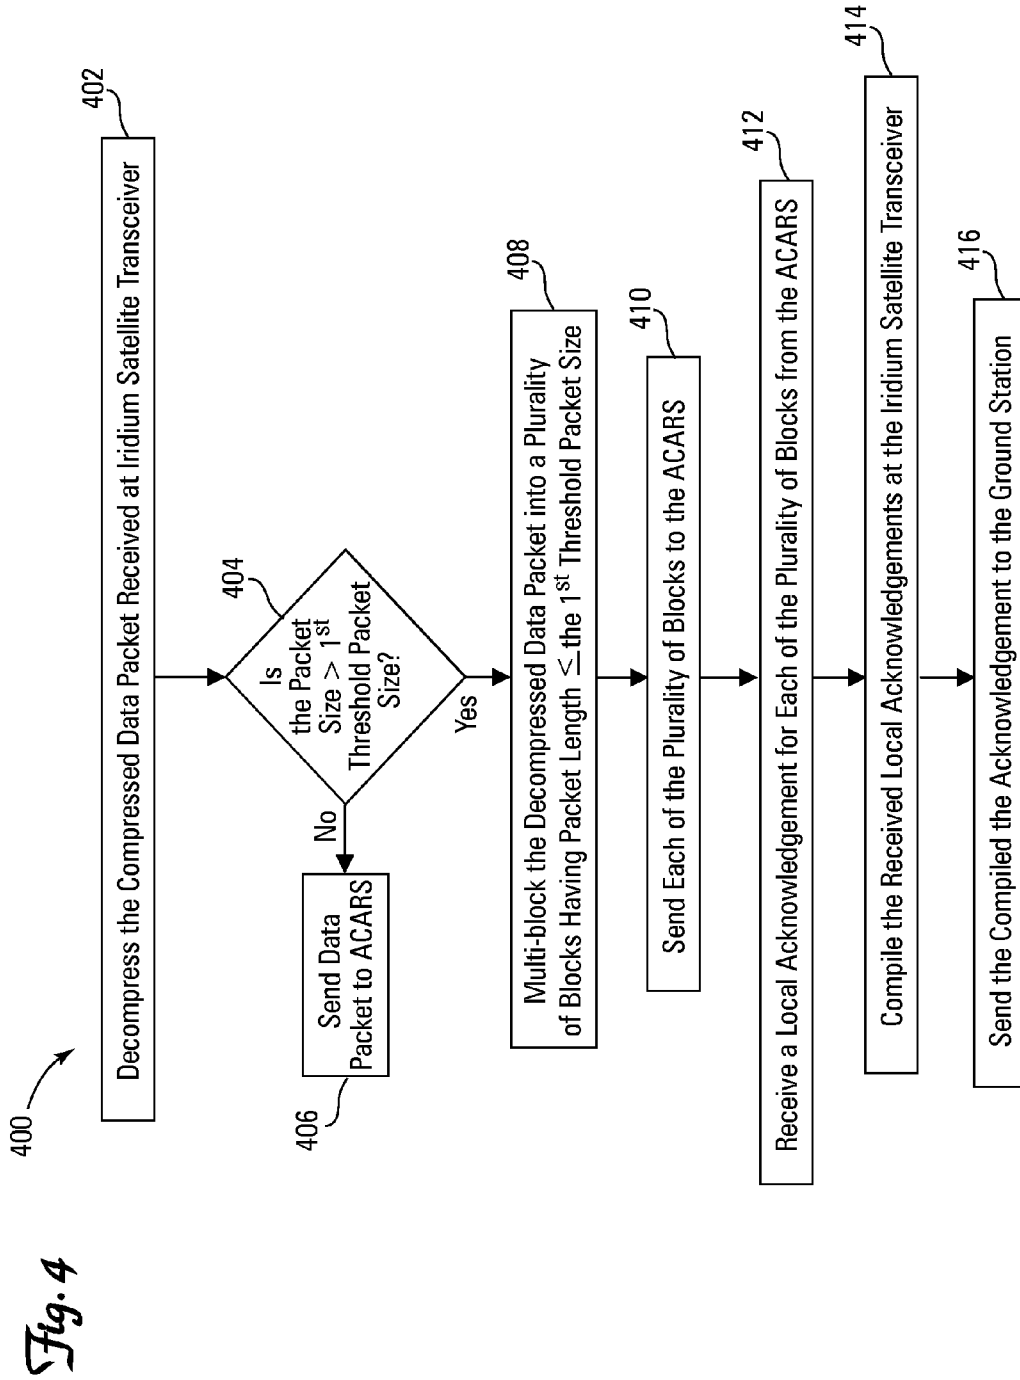 Fig. 4
400
402
Decompress the Compressed Data Packet Received at Iridium Satellite Transceiver
404
Is
the Packet
Size > 1st
Threshold Packet
Size?
No
Yes
406
Send Data
Packet to ACARS
408
Multi-block the Decompressed Data Packet into a Plurality
of Blocks Having Packet Length ≤ the 1st Threshold Packet Size
410
Send Each of the Plurality of Blocks to the ACARS
412
Receive a Local Acknowledgement for Each of the Plurality of Blocks from the ACARS
414
Compile the Received Local Acknowledgements at the Iridium Satellite Transceiver
416
Send the Compiled the Acknowledgement to the Ground Station